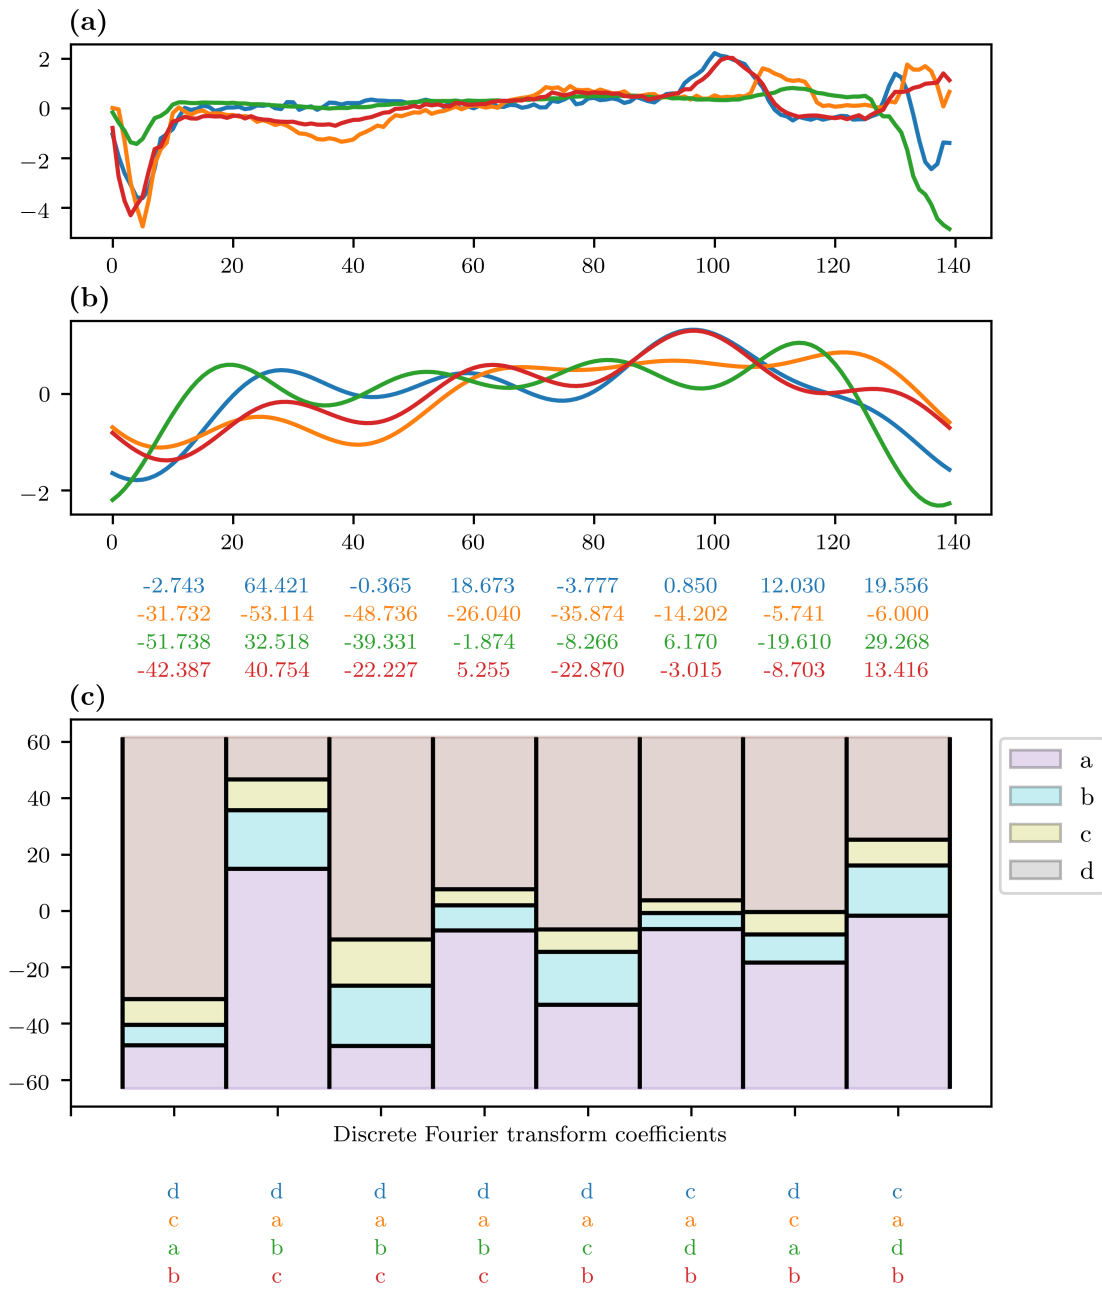 (a)
2
0
−2
−4
0 20 40 60 80 100 120 140
(b)
0
−2
0 20 40 60 80 100 120 140
-2.743 64.421 -0.365 18.673 -3.777 0.850 12.030 19.556
-31.732 -53.114 -48.736 -26.040 -35.874 -14.202 -5.741 -6.000
-51.738 32.518 -39.331 -1.874 -8.266 6.170 -19.610 29.268
-42.387 40.754 -22.227 5.255 -22.870 -3.015 -8.703 13.416
(c)
60
40
20
0
−20
−40
−60
a
b
c
d
Discrete Fourier transform coefficients
d d d d d c d c
c a a a a a c a
a b b b c d a d
b c c c b b b b